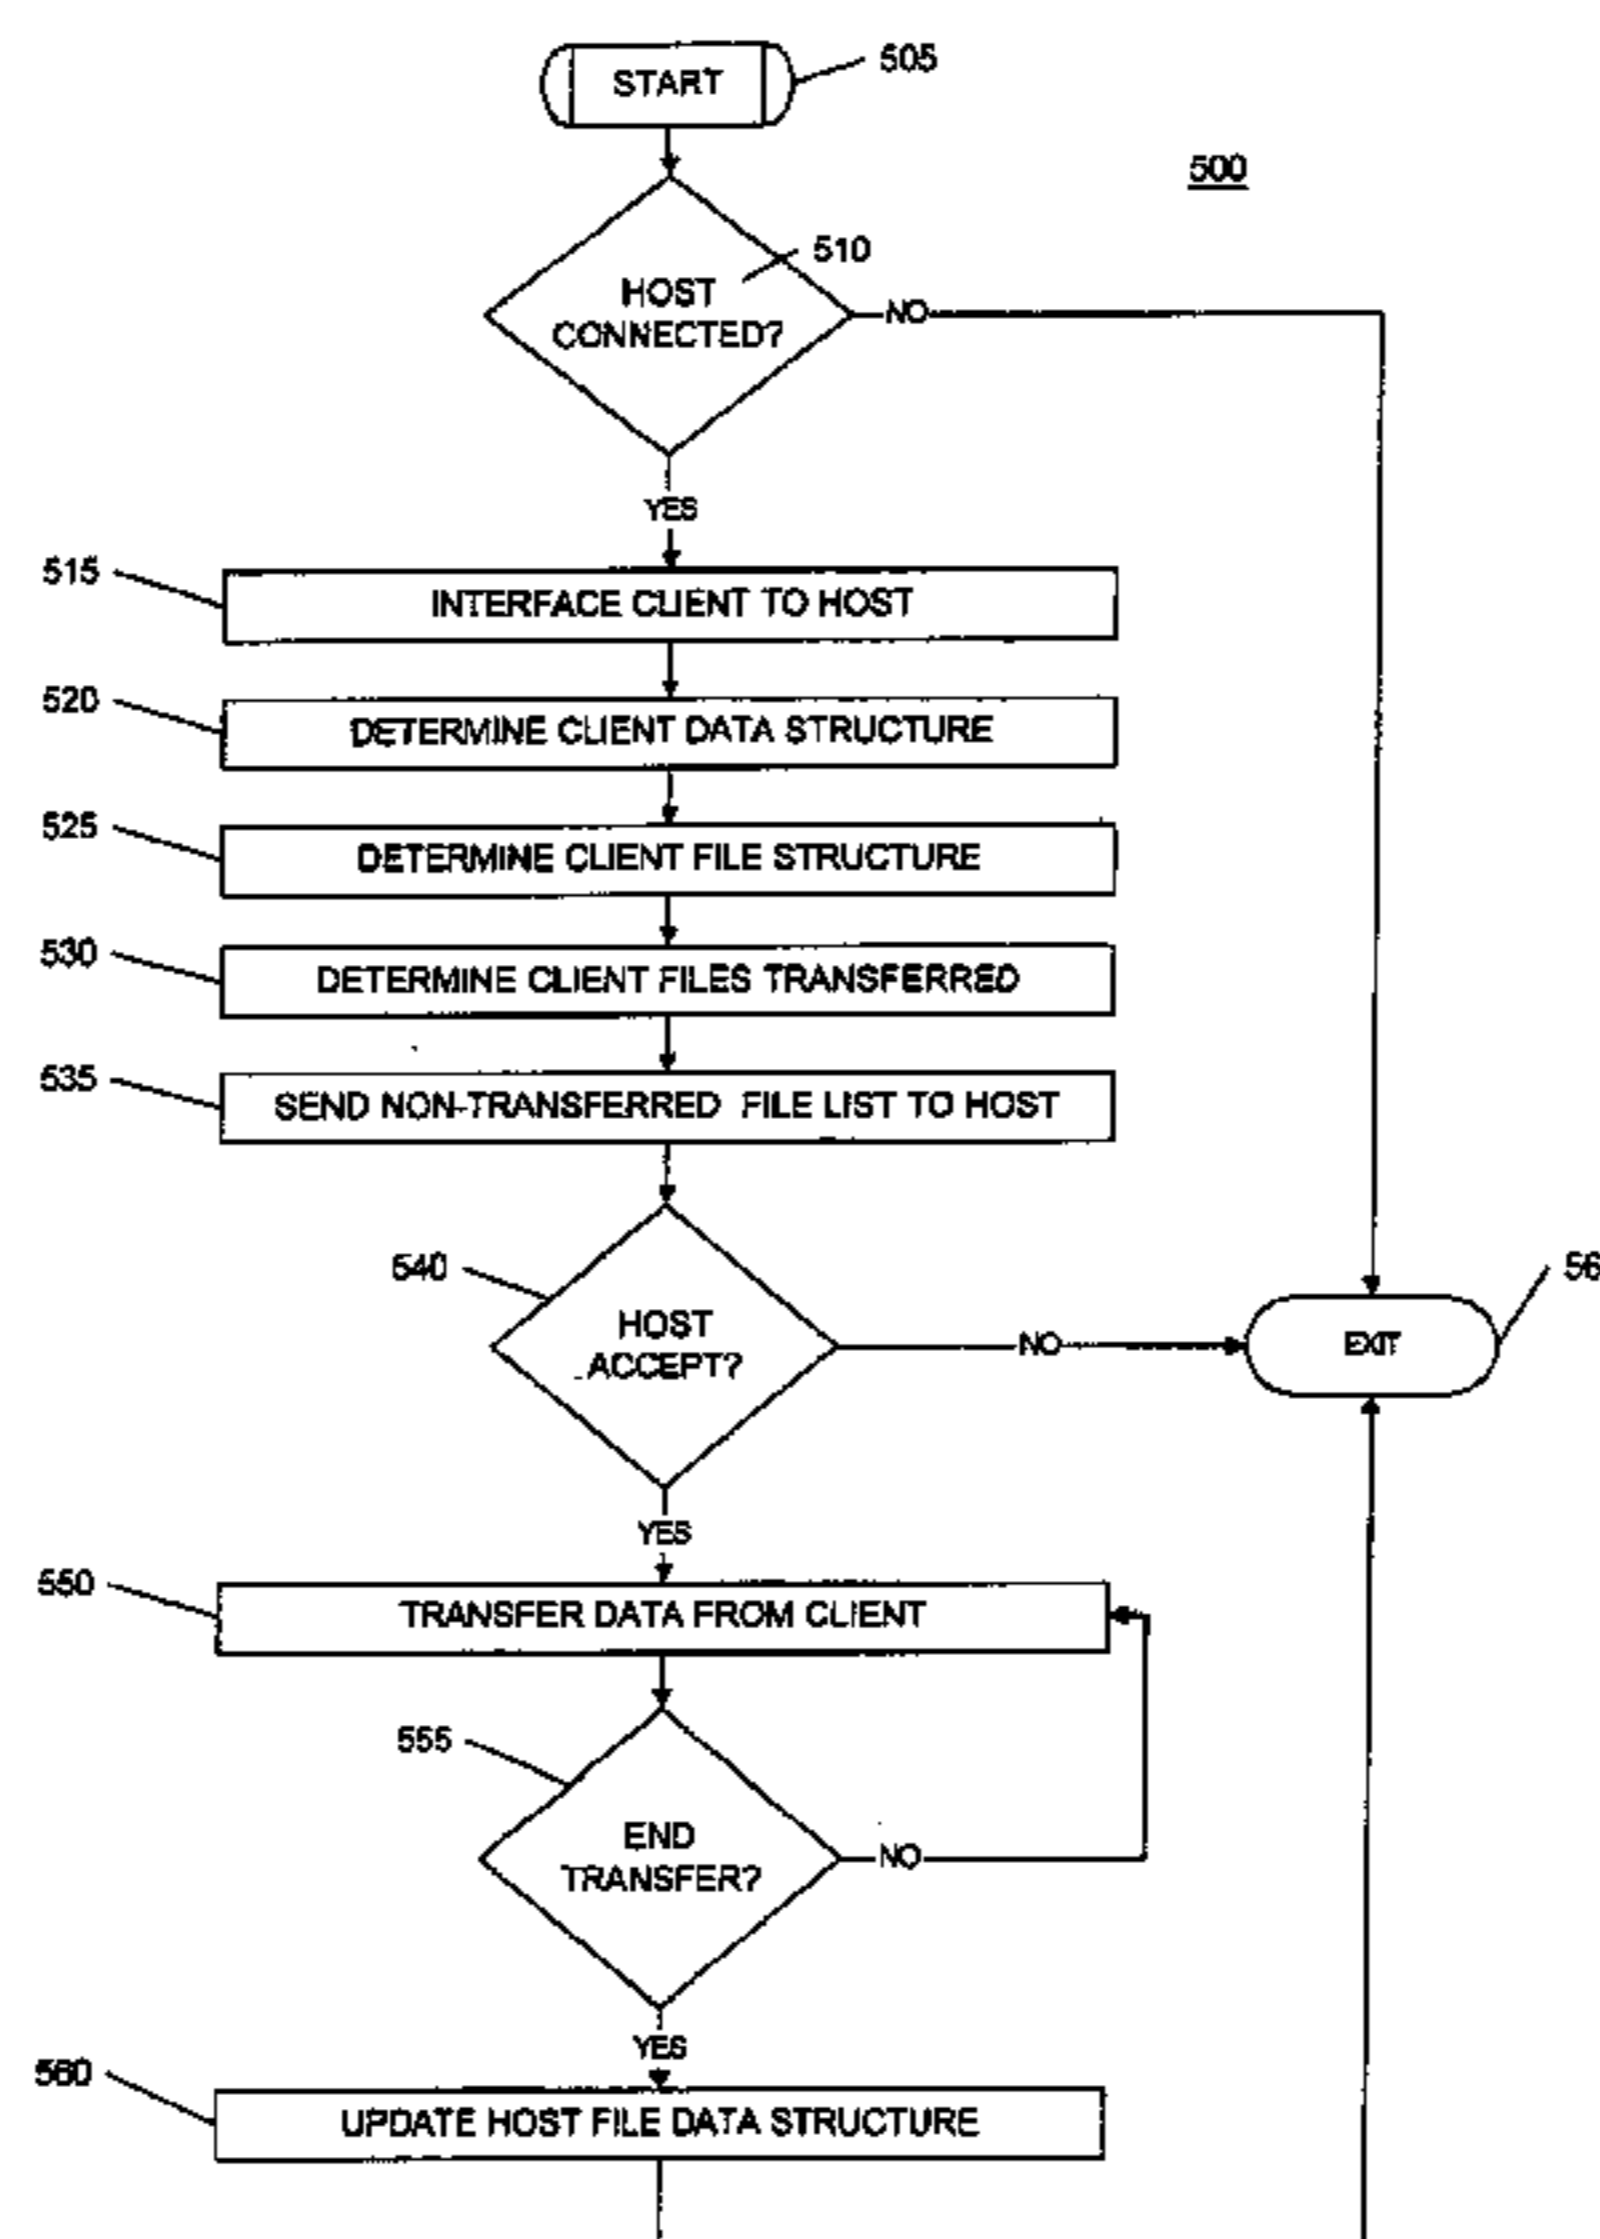 START
505
500
510
HOST
CONNECTED?
NO
YES
515
INTERFACE CLIENT TO HOST
520
DETERMINE CLIENT DATA STRUCTURE
525
DETERMINE CLIENT FILE STRUCTURE
530
DETERMINE CLIENT FILES TRANSFERRED
535
SEND NON-TRANSFERRED FILE LIST TO HOST
540
HOST
ACCEPT?
NO
EXIT
56
YES
550
TRANSFER DATA FROM CLIENT
555
END
TRANSFER?
NO
YES
560
UPDATE HOST FILE DATA STRUCTURE